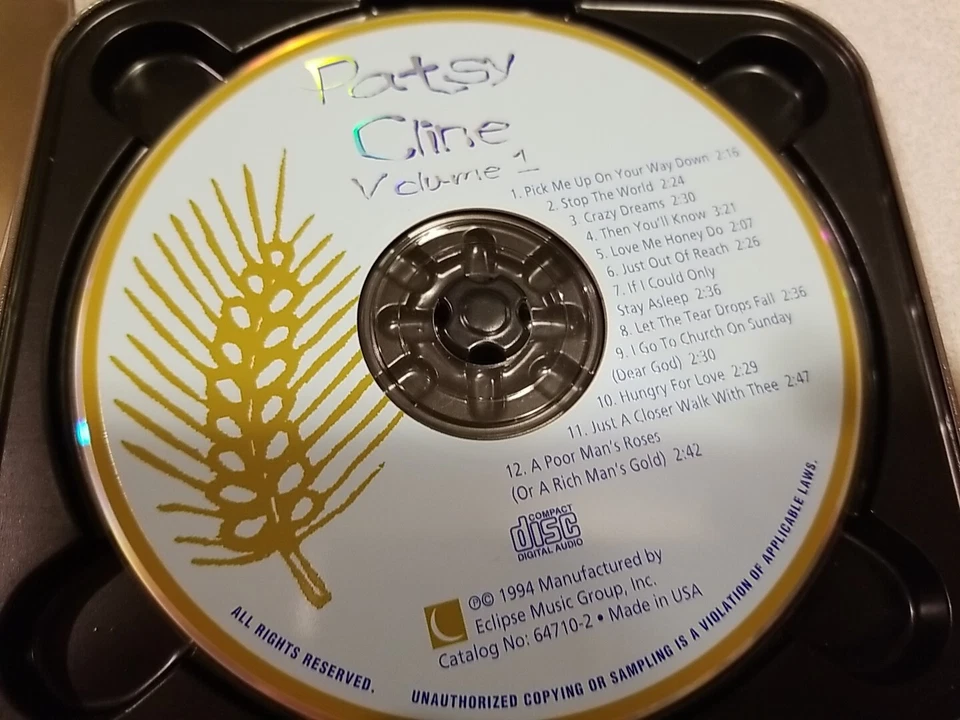 Patsy
Cline
Volume 1
1. Pick Me Up On Your Way Down 2:16
2. Stop The World 2:24
3. Crazy Dreams 2:30
4. Then You'll Know 3:21
5. Love Me Honey Do 2:07
6. Just Out Of Reach 2:26
7. If I Could Only
Stay Asleep 2:36
8. Let The Tear Drops Fall 2:36
9. I Go To Church On Sunday
(Dear God) 2:30
10. Hungry For Love 2:29
11. Just A Closer Walk With Thee 2:47
12. A Poor Man's Roses
(Or A Rich Man's Gold) 2:42
COMPACT
disc
DIGITAL AUDIO
℗© 1994 Manufactured by
Eclipse Music Group, Inc.
Catalog No: 64710-2 • Made in USA
ALL RIGHTS RESERVED.
UNAUTHORIZED COPYING OR SAMPLING IS A VIOLATION OF APPLICABLE LAWS.